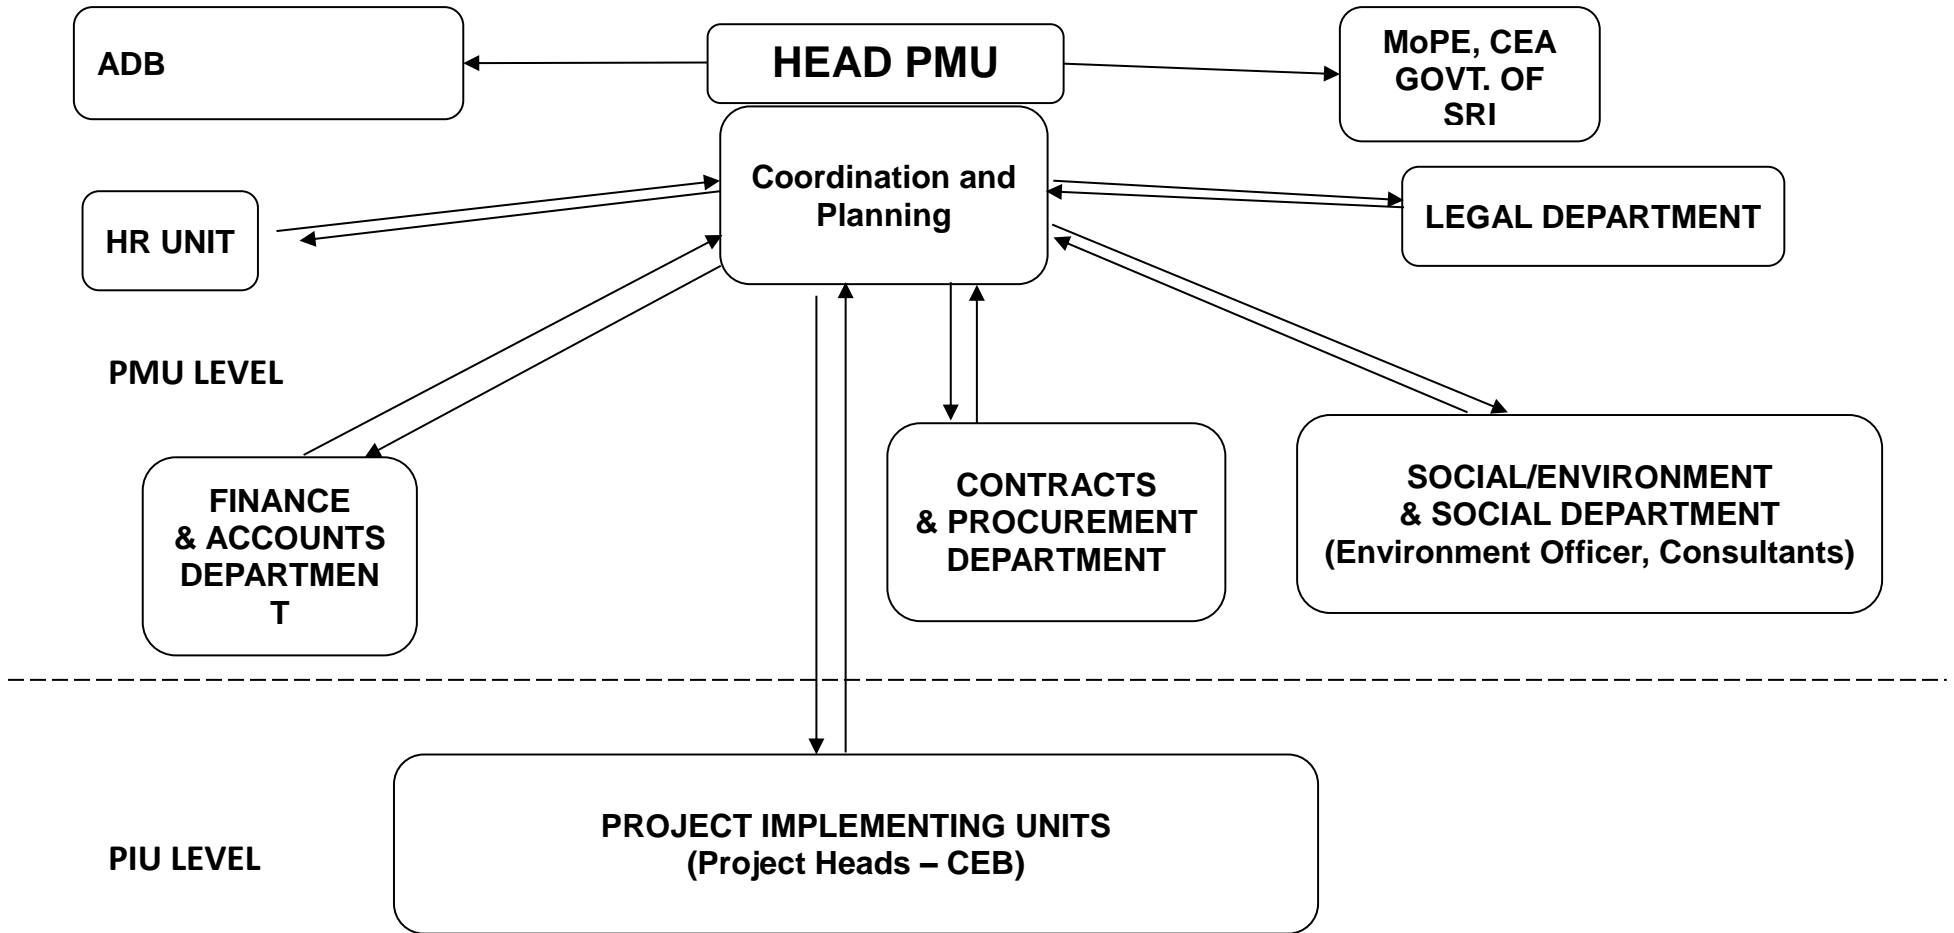 ADB
HEAD PMU
MoPE, CEA
GOVT. OF
SRI
Coordination and
Planning
HR UNIT
LEGAL DEPARTMENT
PMU LEVEL
FINANCE
& ACCOUNTS
DEPARTMEN
T
CONTRACTS
& PROCUREMENT
DEPARTMENT
SOCIAL/ENVIRONMENT
& SOCIAL DEPARTMENT
(Environment Officer, Consultants)
PROJECT IMPLEMENTING UNITS
(Project Heads – CEB)
PIU LEVEL